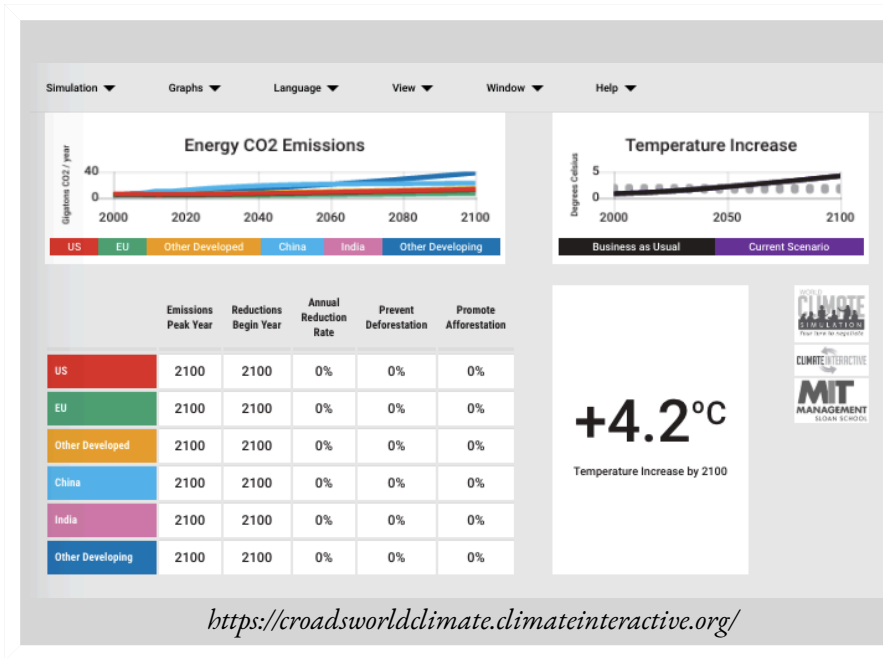 Simulation Graphs Language View Window Help
Energy CO2 Emissions
Gigatons CO2 / year
40
0
2000 2020 2040 2060 2080 2100
US EU Other Developed China India Other Developing
Temperature Increase
Degrees Celsius
5
0
2000 2050 2100
Business as Usual Current Scenario
Emissions Peak Year Reductions Begin Year Annual Reduction Rate Prevent Deforestation Promote Afforestation
US 2100 2100 0% 0% 0%
EU 2100 2100 0% 0% 0%
Other Developed 2100 2100 0% 0% 0%
China 2100 2100 0% 0% 0%
India 2100 2100 0% 0% 0%
Other Developing 2100 2100 0% 0% 0%
+4.2°C
Temperature Increase by 2100
WORLD
CLIMATE
SIMULATION
Your turn to negotiate
CLIMATE INTERACTIVE
MIT
MANAGEMENT
SLOAN SCHOOL
https://croadsworldclimate.climateinteractive.org/